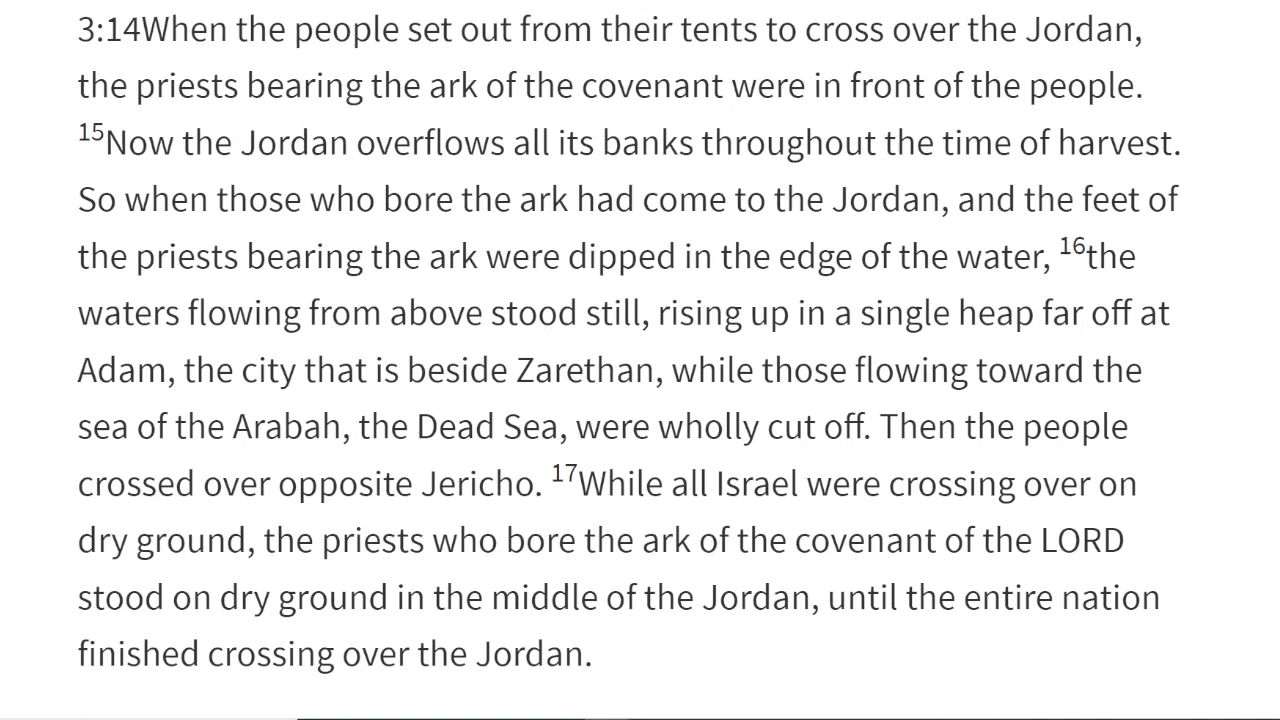 3:14When the people set out from their tents to cross over the Jordan,
the priests bearing the ark of the covenant were in front of the people.
15Now the Jordan overflows all its banks throughout the time of harvest.
So when those who bore the ark had come to the Jordan, and the feet of
the priests bearing the ark were dipped in the edge of the water, 16the
waters flowing from above stood still, rising up in a single heap far off at
Adam, the city that is beside Zarethan, while those flowing toward the
sea of the Arabah, the Dead Sea, were wholly cut off. Then the people
crossed over opposite Jericho. 17While all Israel were crossing over on
dry ground, the priests who bore the ark of the covenant of the LORD
stood on dry ground in the middle of the Jordan, until the entire nation
finished crossing over the Jordan.